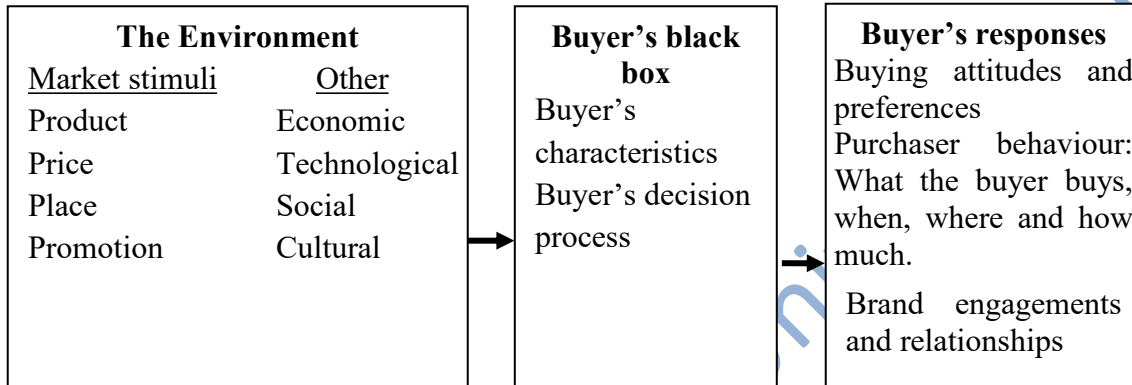 The Environment
Market stimuli Other
Product Economic
Price Technological
Place Social
Promotion Cultural
Buyer’s black
box
Buyer’s
characteristics
Buyer’s decision
process
Buyer’s responses
Buying attitudes and
preferences
Purchaser behaviour:
What the buyer buys,
when, where and how
much.
Brand engagements
and relationships